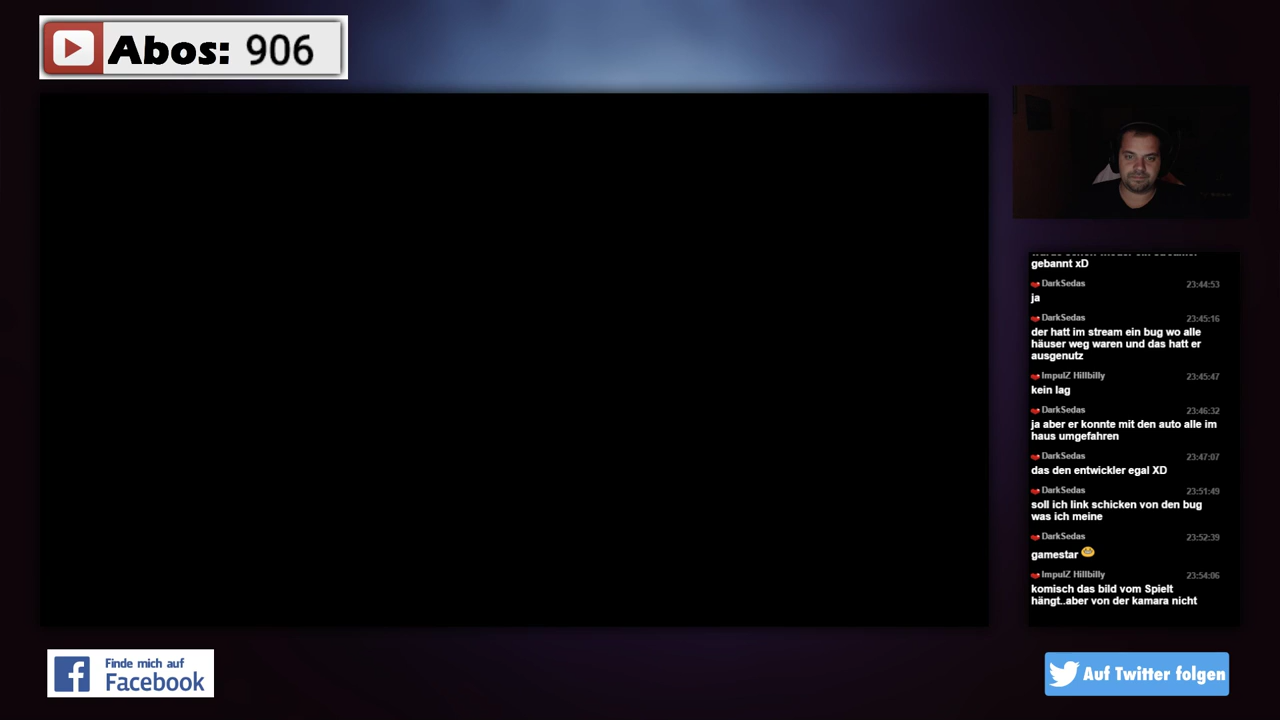 Abos: 906
gebannt xD
DarkSedas 23:44:53
ja
DarkSedas 23:45:16
der hatt im stream ein bug wo alle
häuser weg waren und das hatt er
ausgenutz
ImpulZ Hillbilly 23:45:47
kein lag
DarkSedas 23:46:32
ja aber er konnte mit den auto alle im
haus umgefahren
DarkSedas 23:47:07
das den entwickler egal XD
DarkSedas 23:51:49
soll ich link schicken von den bug
was ich meine
DarkSedas 23:52:39
gamestar
ImpulZ Hillbilly 23:54:06
komisch das bild vom Spielt
hängt..aber von der kamara nicht
Finde mich auf
Facebook
Auf Twitter folgen